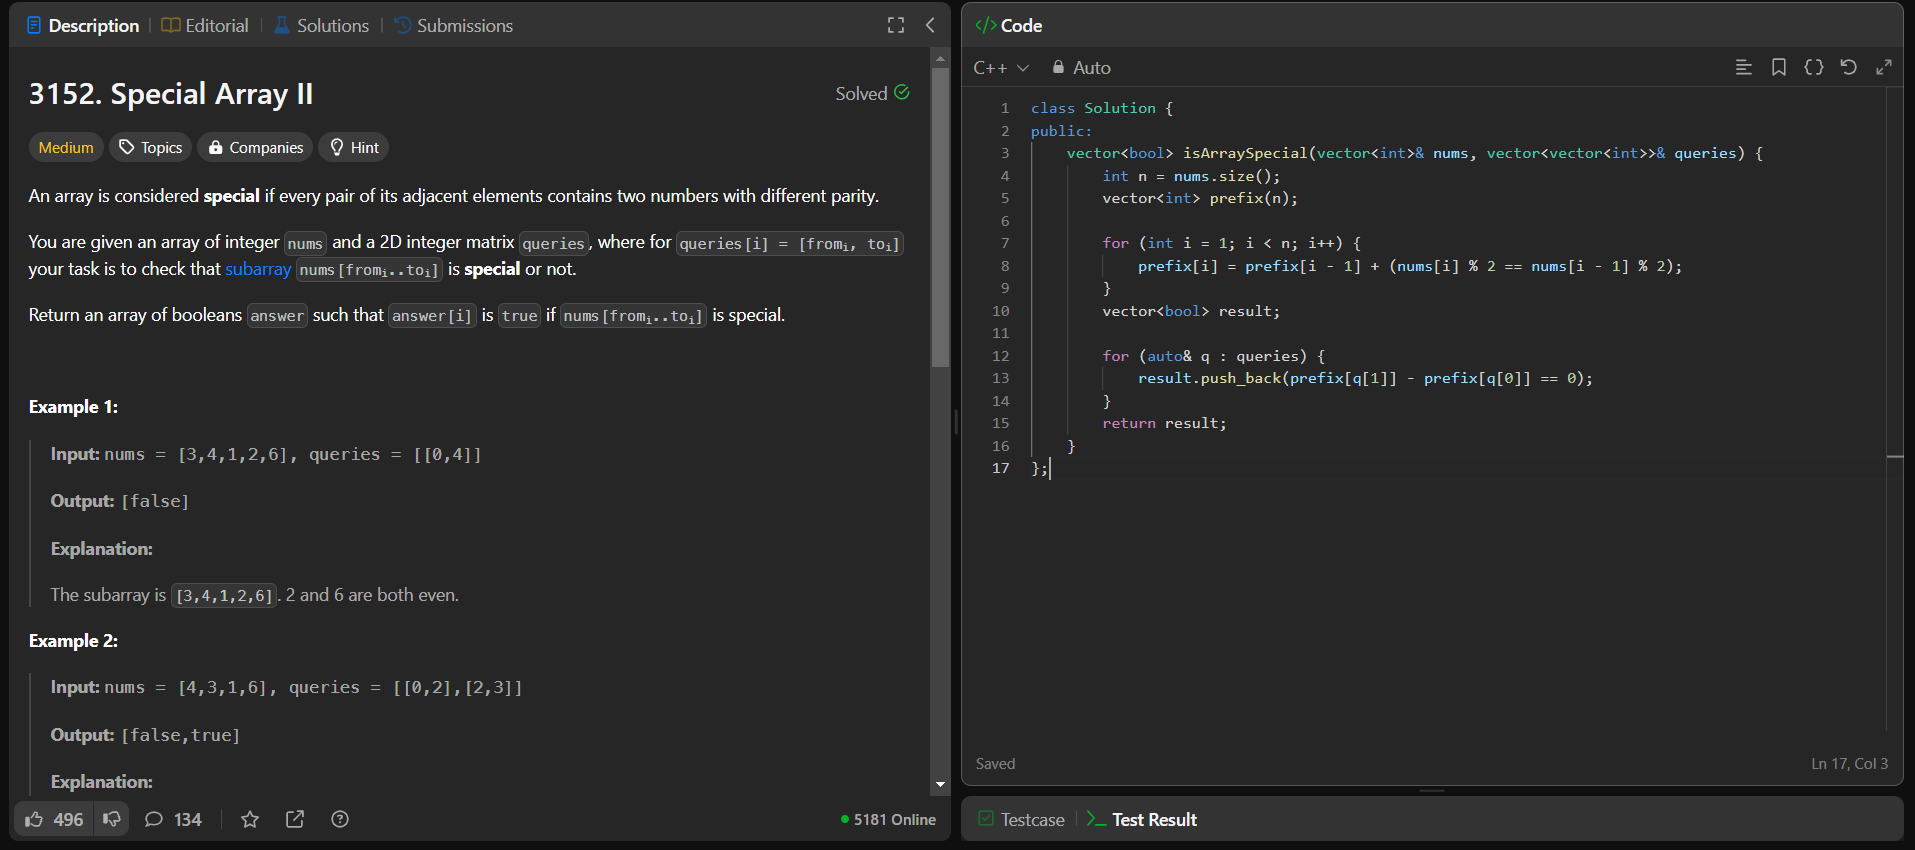 Description
Editorial
Solutions
Submissions
3152. Special Array II
Solved
Medium
Topics
Companies
Hint
An array is considered special if every pair of its adjacent elements contains two numbers with different parity.
You are given an array of integer nums and a 2D integer matrix queries, where for queries[i] = [fromi, toi]
your task is to check that subarray nums[fromi..toi] is special or not.
Return an array of booleans answer such that answer[i] is true if nums[fromi..toi] is special.
Example 1:
Input: nums = [3,4,1,2,6], queries = [[0,4]]
Output: [false]
Explanation:
The subarray is [3,4,1,2,6]. 2 and 6 are both even.
Example 2:
Input: nums = [4,3,1,6], queries = [[0,2],[2,3]]
Output: [false,true]
Explanation:
496
134
5181 Online
</> Code
C++
Auto
1 class Solution {
2 public:
3 vector<bool> isArraySpecial(vector<int>& nums, vector<vector<int>>& queries) {
4 int n = nums.size();
5 vector<int> prefix(n);
6
7 for (int i = 1; i < n; i++) {
8 prefix[i] = prefix[i - 1] + (nums[i] % 2 == nums[i - 1] % 2);
9 }
10 vector<bool> result;
11
12 for (auto& q : queries) {
13 result.push_back(prefix[q[1]] - prefix[q[0]] == 0);
14 }
15 return result;
16 }
17 };
Saved
Ln 17, Col 3
Testcase
Test Result